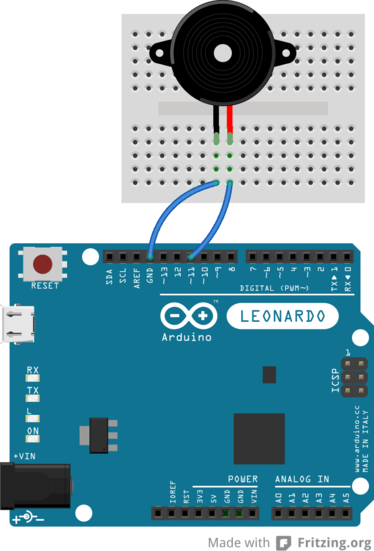 RESET
SDA
SCL
AREF
GND
~13
12
~11
~10
~9
8
7
~6
~5
4
~3
2
TX▶1
RX◀0
DIGITAL (PWM~)
TM
Arduino
LEONARDO
1
ICSP
RX
TX
L
ON
+VIN
www.arduino.cc
MADE IN ITALY
POWER
ANALOG IN
IOREF
RST
3V3
5V
GND
GND
VIN
A0
A1
A2
A3
A4
A5
Made with Fritzing.org